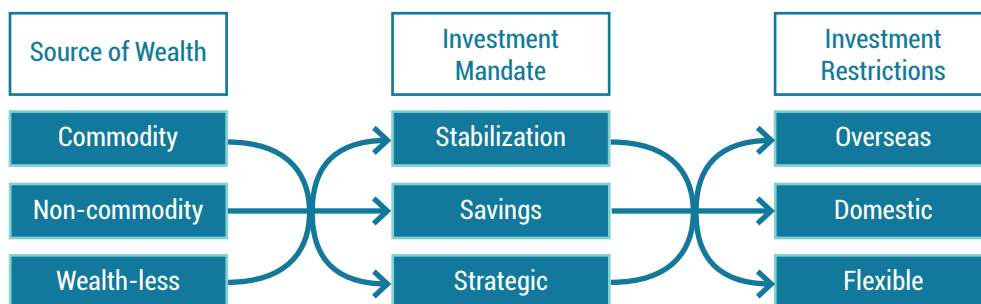 Source of Wealth
Investment
Mandate
Investment
Restrictions
Commodity
Stabilization
Overseas
Non-commodity
Savings
Domestic
Wealth-less
Strategic
Flexible